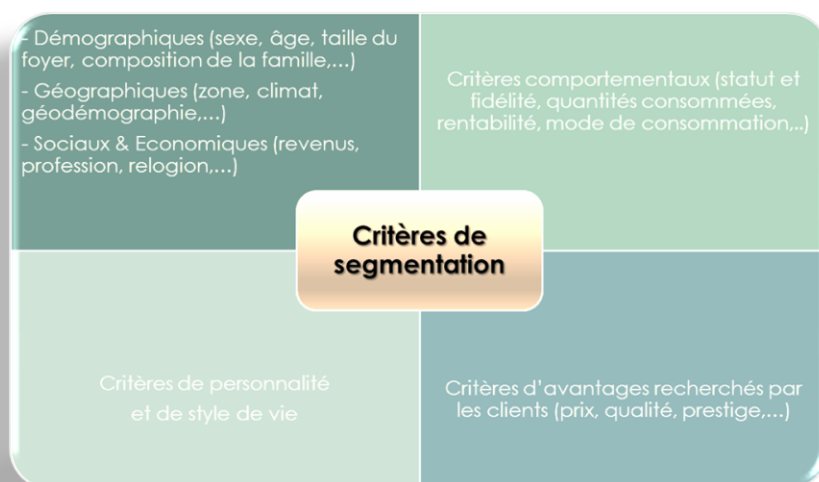 - Démographiques (sexe, âge, taille du
foyer, composition de la famille,...)
- Géographiques (zone, climat,
géodémographie,...)
- Sociaux & Economiques (revenus,
profession, relogion,...)
Critères comportementaux (statut et
fidélité, quantités consommées,
rentabilité, mode de consommation,..)
Critères de
segmentation
Critères de personnalité
et de style de vie
Critères d’avantages recherchés par
les clients (prix, qualité, prestige,...)